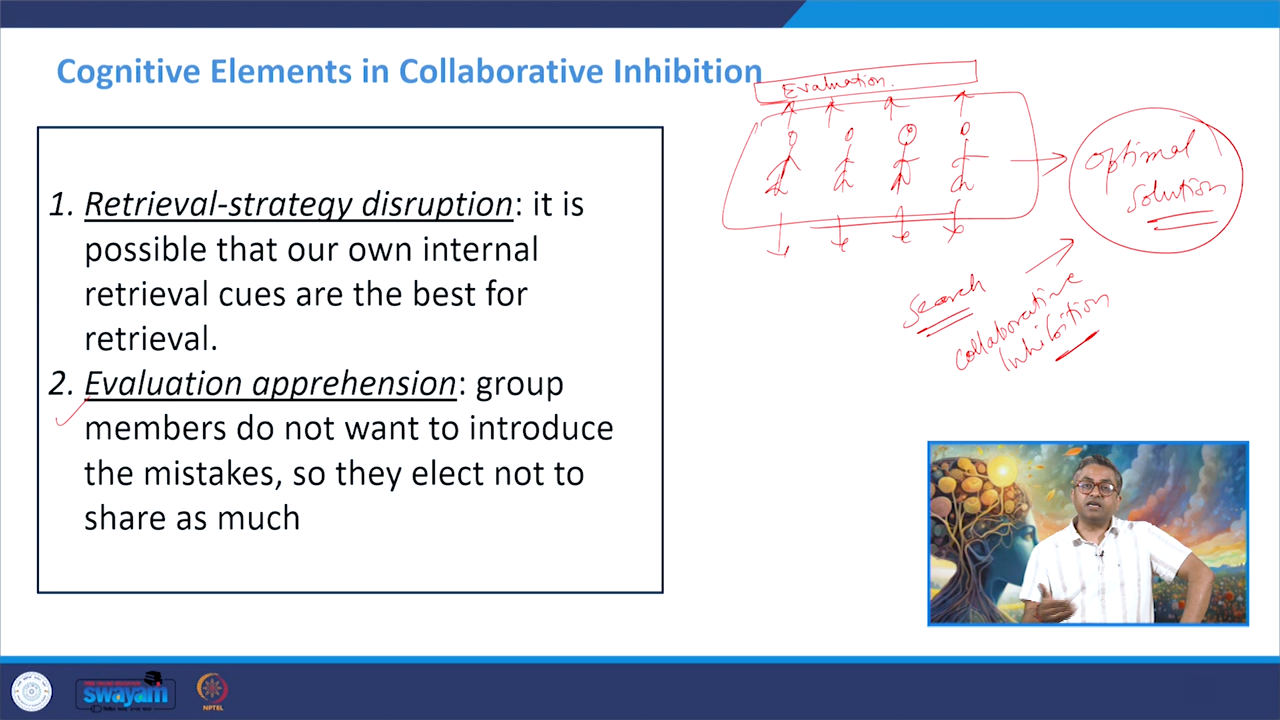 Cognitive Elements in Collaborative Inhibition
1. Retrieval-strategy disruption: it is
possible that our own internal
retrieval cues are the best for
retrieval.
2. Evaluation apprehension: group
members do not want to introduce
the mistakes, so they elect not to
share as much
Evaluation.
Optimal
Solution
Search
Collaborative
Inhibition
swayam
NPTEL